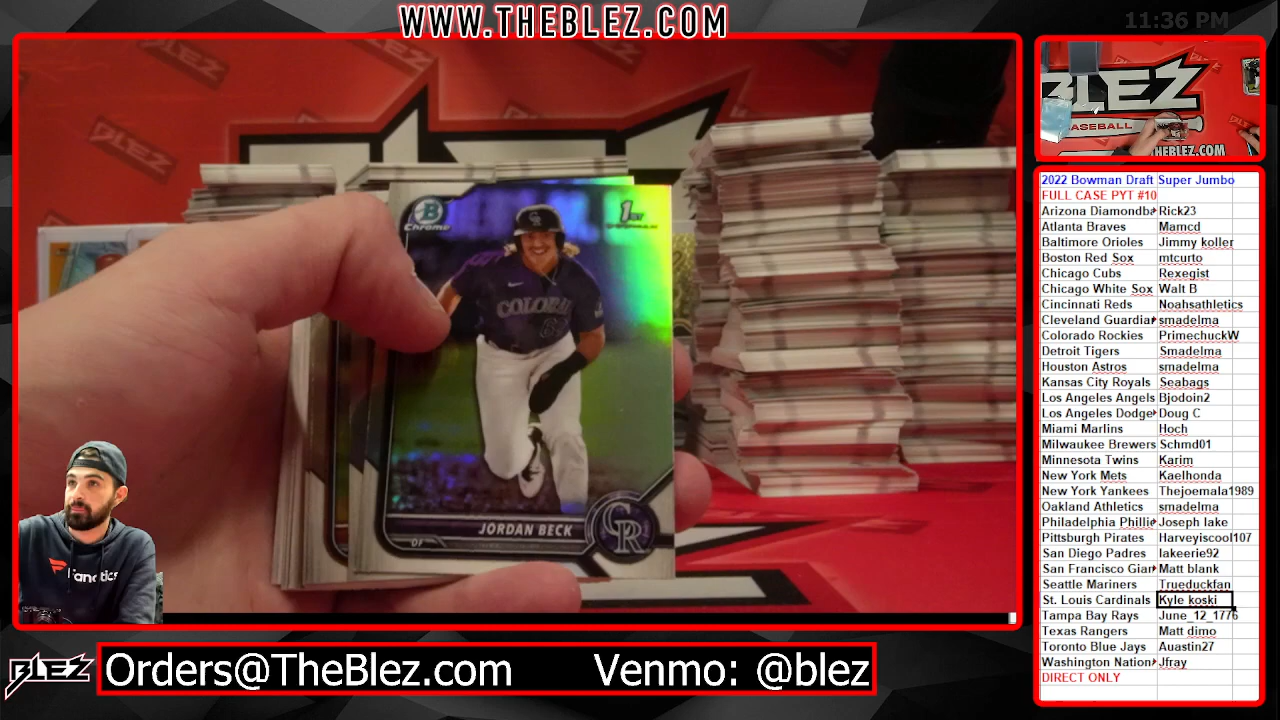 WWW.THEBLEZ.COM
11:36 PM
BLEZ
BLEZ
BLEZ
Chrome
1ST
COLOR
JORDAN BECK
OF
CR
Fanatics
BLEZ
BASEBALL
THEBLEZ.COM
2022 Bowman Draft Super Jumbo
FULL CASE PYT #10
Arizona Diamondba Rick23
Atlanta Braves Mamcd
Baltimore Orioles Jimmy koller
Boston Red Sox mtcurto
Chicago Cubs Rexegist
Chicago White Sox Walt B
Cincinnati Reds Noahsathletics
Cleveland Guardia smadelma
Colorado Rockies PrimechuckW
Detroit Tigers Smadelma
Houston Astros smadelma
Kansas City Royals Seabags
Los Angeles Angels Bjodoin2
Los Angeles Dodge Doug C
Miami Marlins Hoch
Milwaukee Brewers Schmd01
Minnesota Twins Karim
New York Mets Kaelhonda
New York Yankees Thejoemala1989
Oakland Athletics smadelma
Philadelphia Phillie Joseph lake
Pittsburgh Pirates Harveyiscool107
San Diego Padres lakeerie92
San Francisco Gian Matt blank
Seattle Mariners Trueduckfan
St. Louis Cardinals Kyle koski
Tampa Bay Rays June_12_1776
Texas Rangers Matt dimo
Toronto Blue Jays Auastin27
Washington Nation Jfray
DIRECT ONLY
BLEZ Orders@TheBlez.com Venmo: @blez